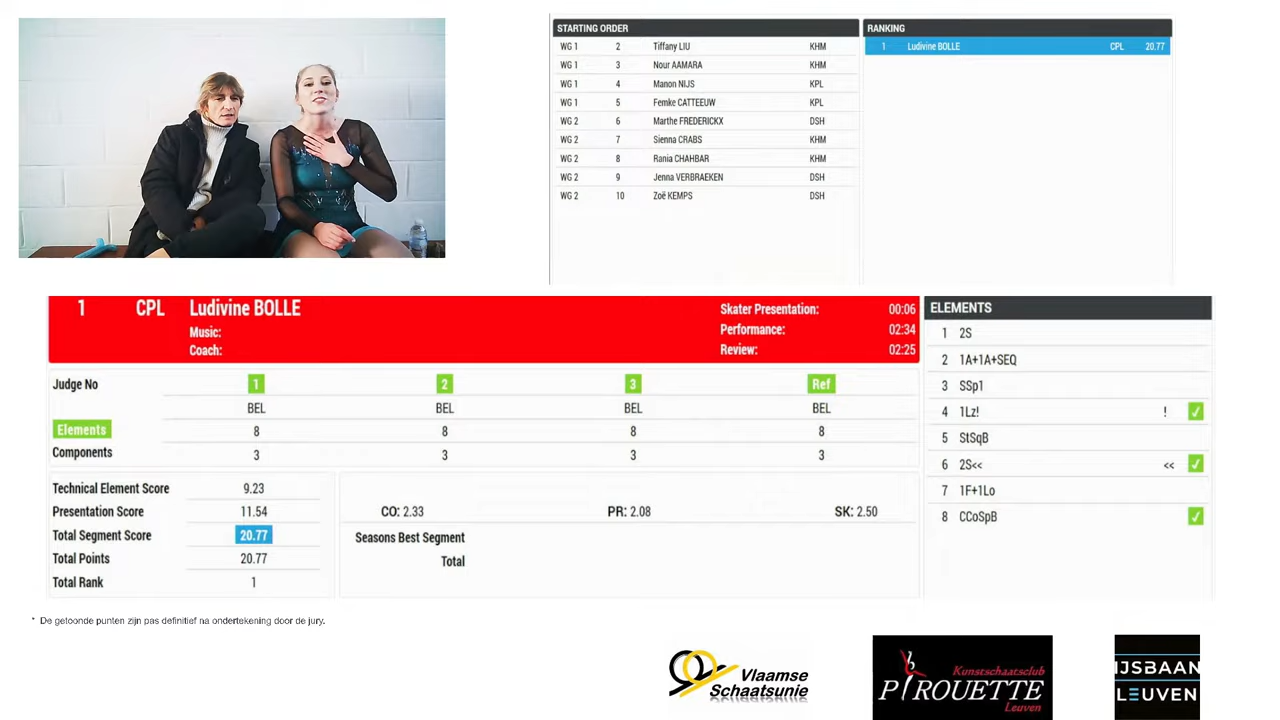 STARTING ORDER
WG 1 2 Tiffany LIU KHM
WG 1 3 Nour AAMARA KHM
WG 1 4 Manon NIJS KPL
WG 1 5 Femke CATTEEUW KPL
WG 2 6 Marthe FREDERICKX DSH
WG 2 7 Sienna CRABS KHM
WG 2 8 Rania CHAHBAR KHM
WG 2 9 Jenna VERBRAEKEN DSH
WG 2 10 Zoë KEMPS DSH
RANKING
1 Ludivine BOLLE CPL 20.77
1 CPL Ludivine BOLLE
Music:
Coach:
Skater Presentation: 00:06
Performance: 02:34
Review: 02:25
Judge No 1 2 3 Ref
BEL BEL BEL BEL
Elements 8 8 8 8
Components 3 3 3 3
Technical Element Score 9.23
Presentation Score 11.54
Total Segment Score 20.77
Total Points 20.77
Total Rank 1
CO: 2.33 PR: 2.08 SK: 2.50
Seasons Best Segment
Total
ELEMENTS
1 2S
2 1A+1A+SEQ
3 SSp1
4 1Lz! !
5 StSqB
6 2S<< <<
7 1F+1Lo
8 CCoSpB
* De getoonde punten zijn pas definitief na ondertekening door de jury.
Vlaamse
Schaatsunie
Kunstschaatsclub
PIROUETTE
Leuven
IJSBAAN
LEUVEN